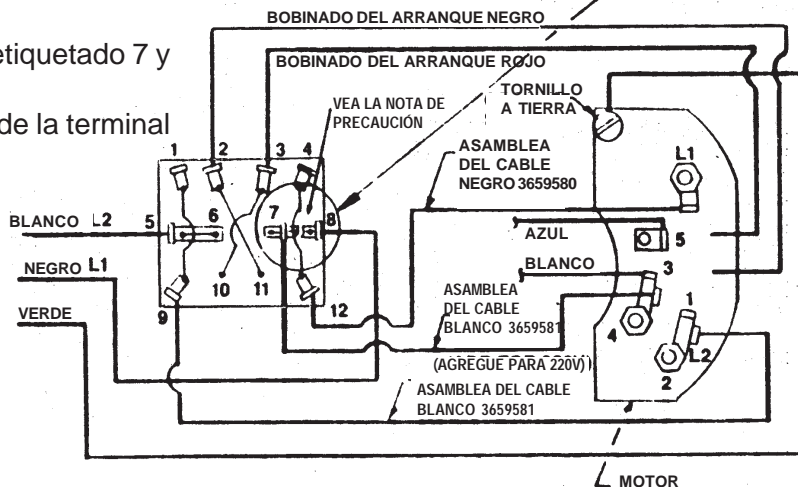 BOBINADO DEL ARRANQUE NEGRO
etiquetado 7 y
BOBINADO DEL ARRANQUE ROJO
de la terminal
VEA LA NOTA DE
PRECAUCIÓN
TORNILLO
A TIERRA
ASAMBLEA
DEL CABLE
NEGRO 3659580
1
2
3
4
L1
BLANCO L2
5
6
7
8
AZUL
5
NEGRO L1
BLANCO
3
9
10
11
12
VERDE
ASAMBLEA
DEL CABLE
BLANCO 3659581
1
4
(AGREGUE PARA 220V)
L2
2
ASAMBLEA DEL CABLE
BLANCO 3659581
MOTOR